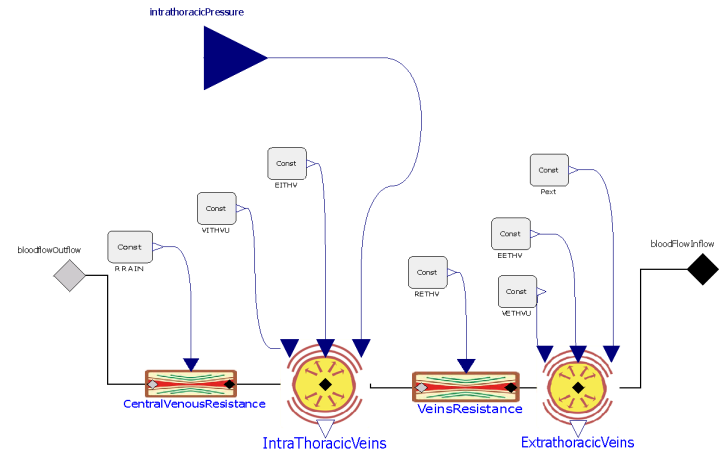 intrathoracicPressure
Const
EITHV
Const
Pext
Const
VITHVU
Const
RRAIN
Const
EETHV
bloodflowOutflow
bloodFlowInflow
Const
RETHV
Const
VETHVU
CentralVenousResistance
VeinsResistance
IntraThoracicVeins
ExtrathoracicVeins